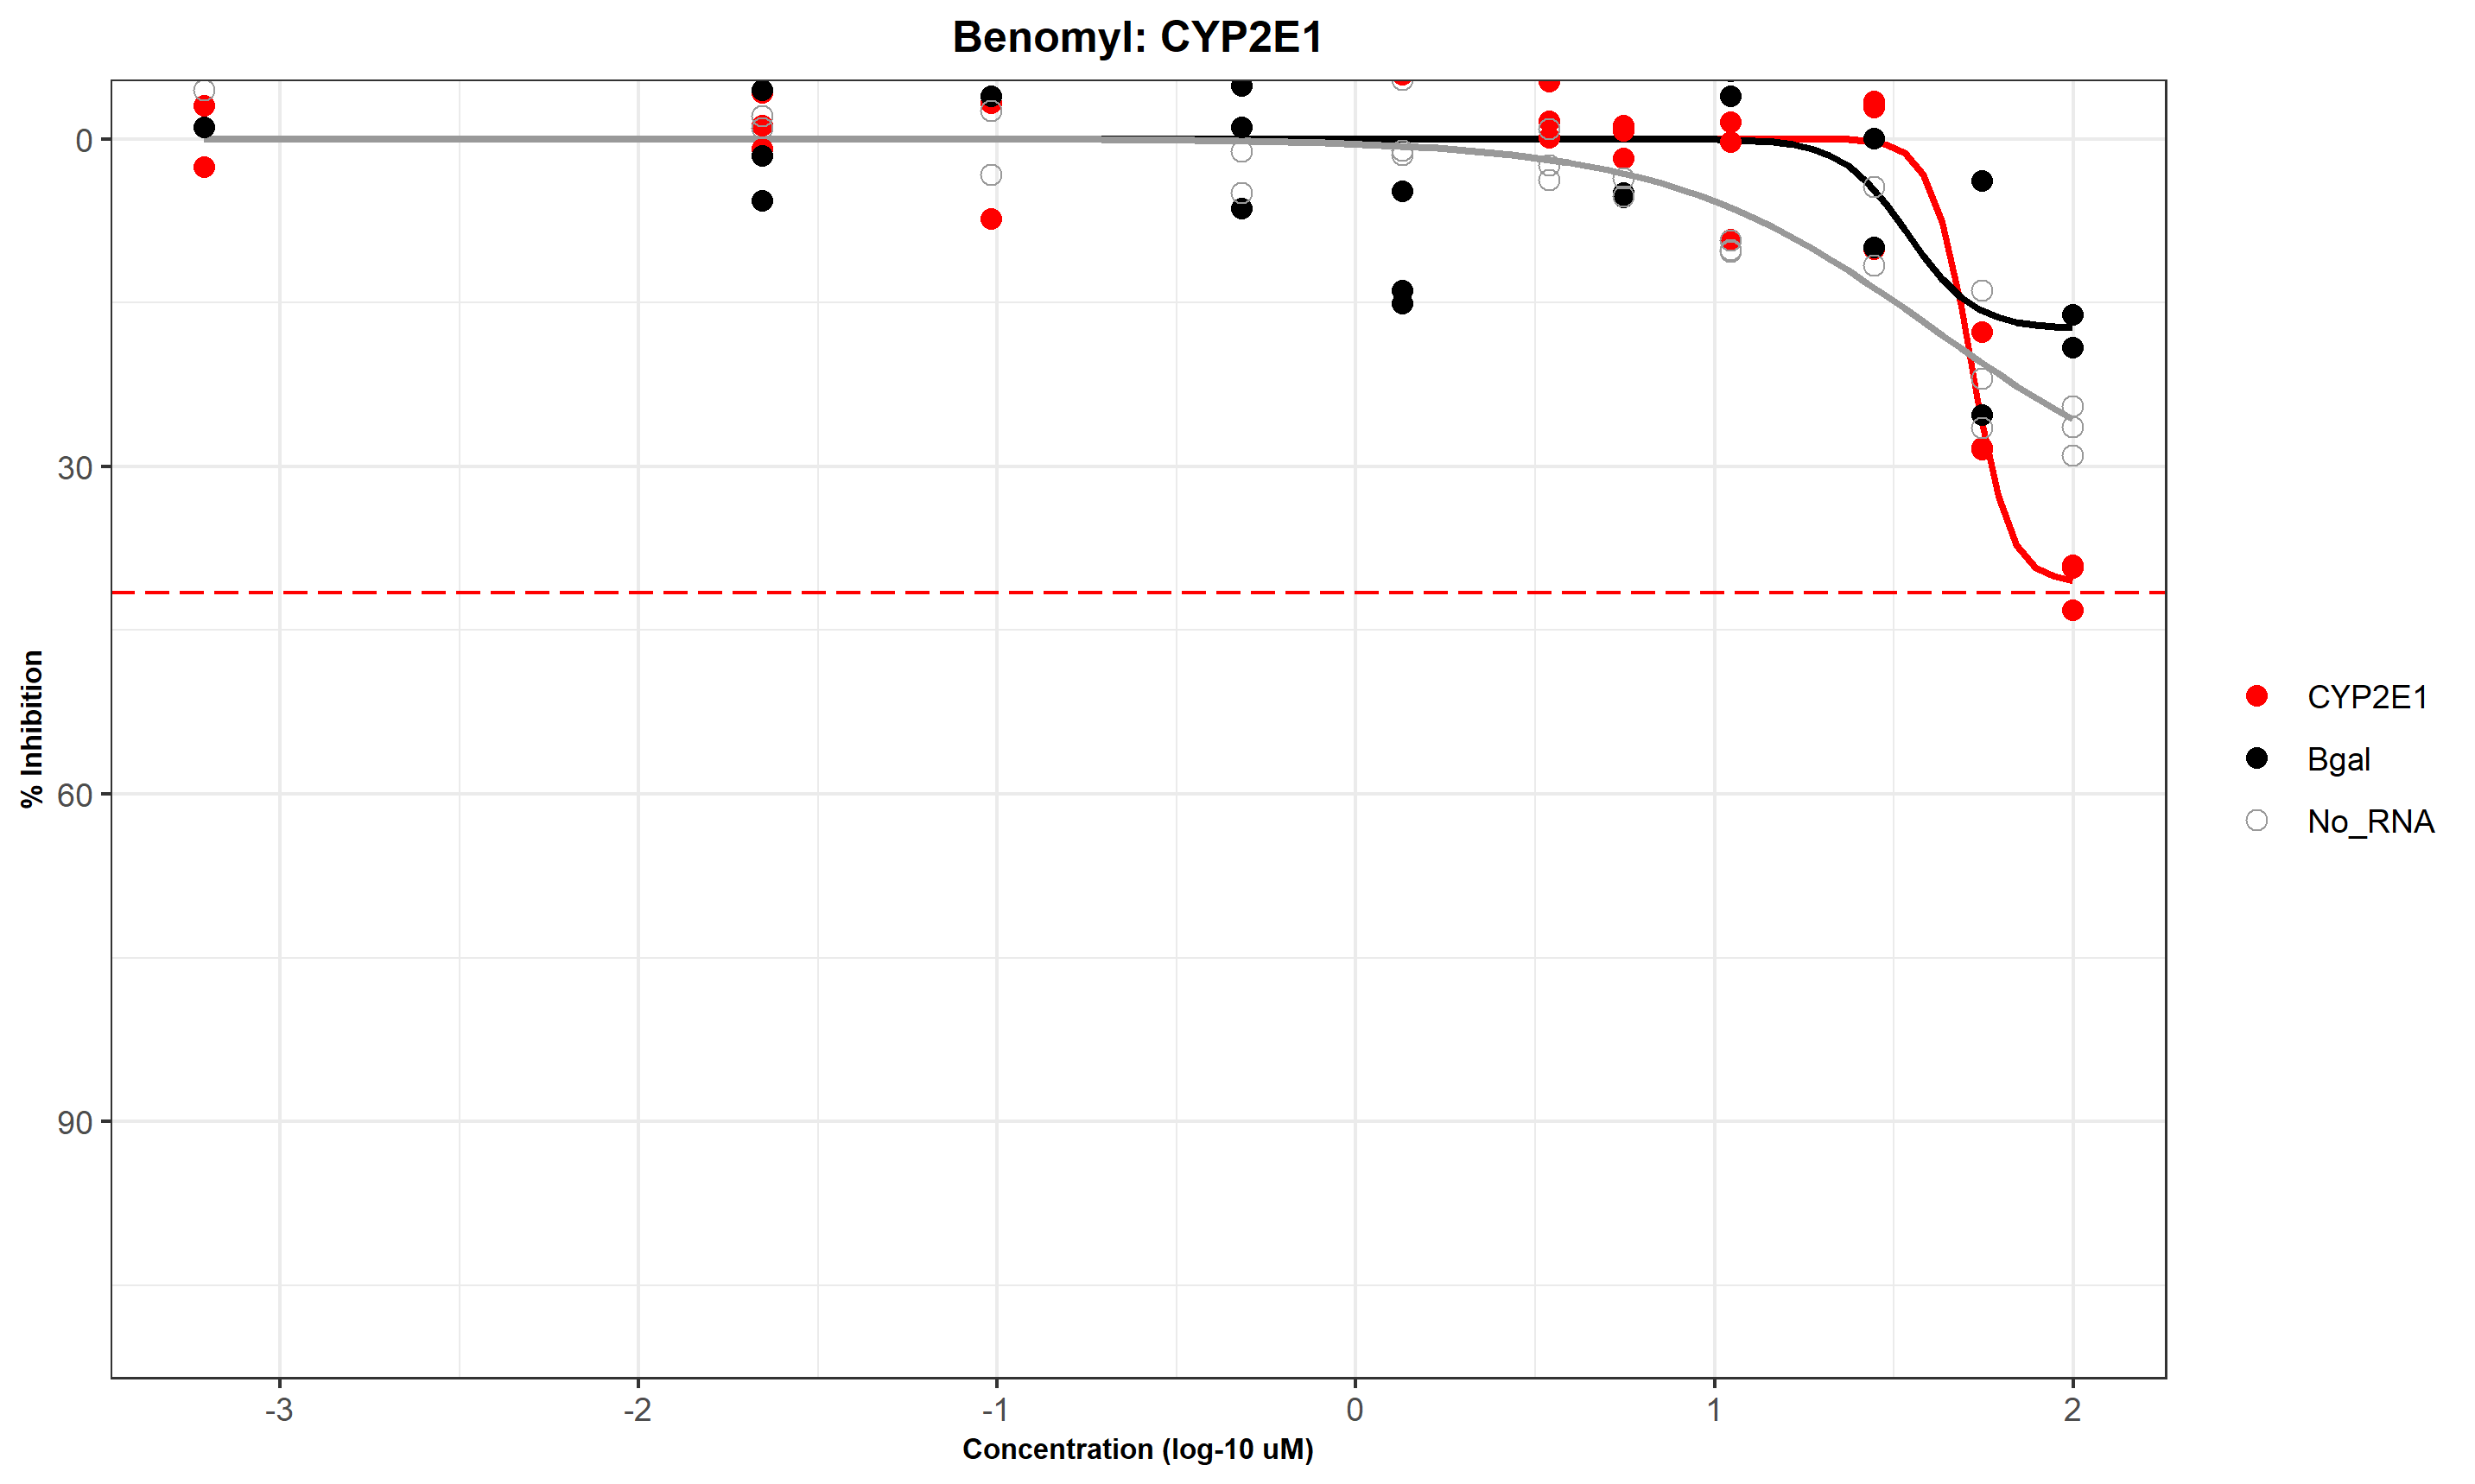 Benomyl: CYP2E1
% Inhibition
0
30
60
90
-3
-2
-1
0
1
2
Concentration (log-10 uM)
CYP2E1
Bgal
No_RNA